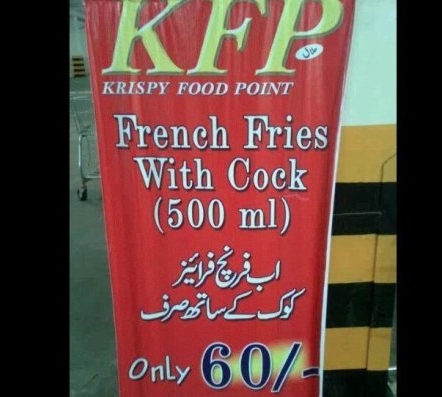 KFP
حلال
KRISPY FOOD POINT
French Fries
With Cock
(500 ml)
اب فرنچ فرائیز
کوک کے ساتھ صرف
Only 60/-